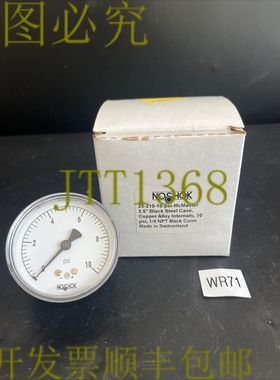 图必究
JTT1368
NOSHOK
25-210-10-psi-McMaster
2.5" Black Steel Case,
Copper Alloy Internals, 10
psi, 1/4 NPT Back Conn
Made in Switzerland
2 4 6 8 10
psi
NOSHOK
WR71
开发票顺丰包邮